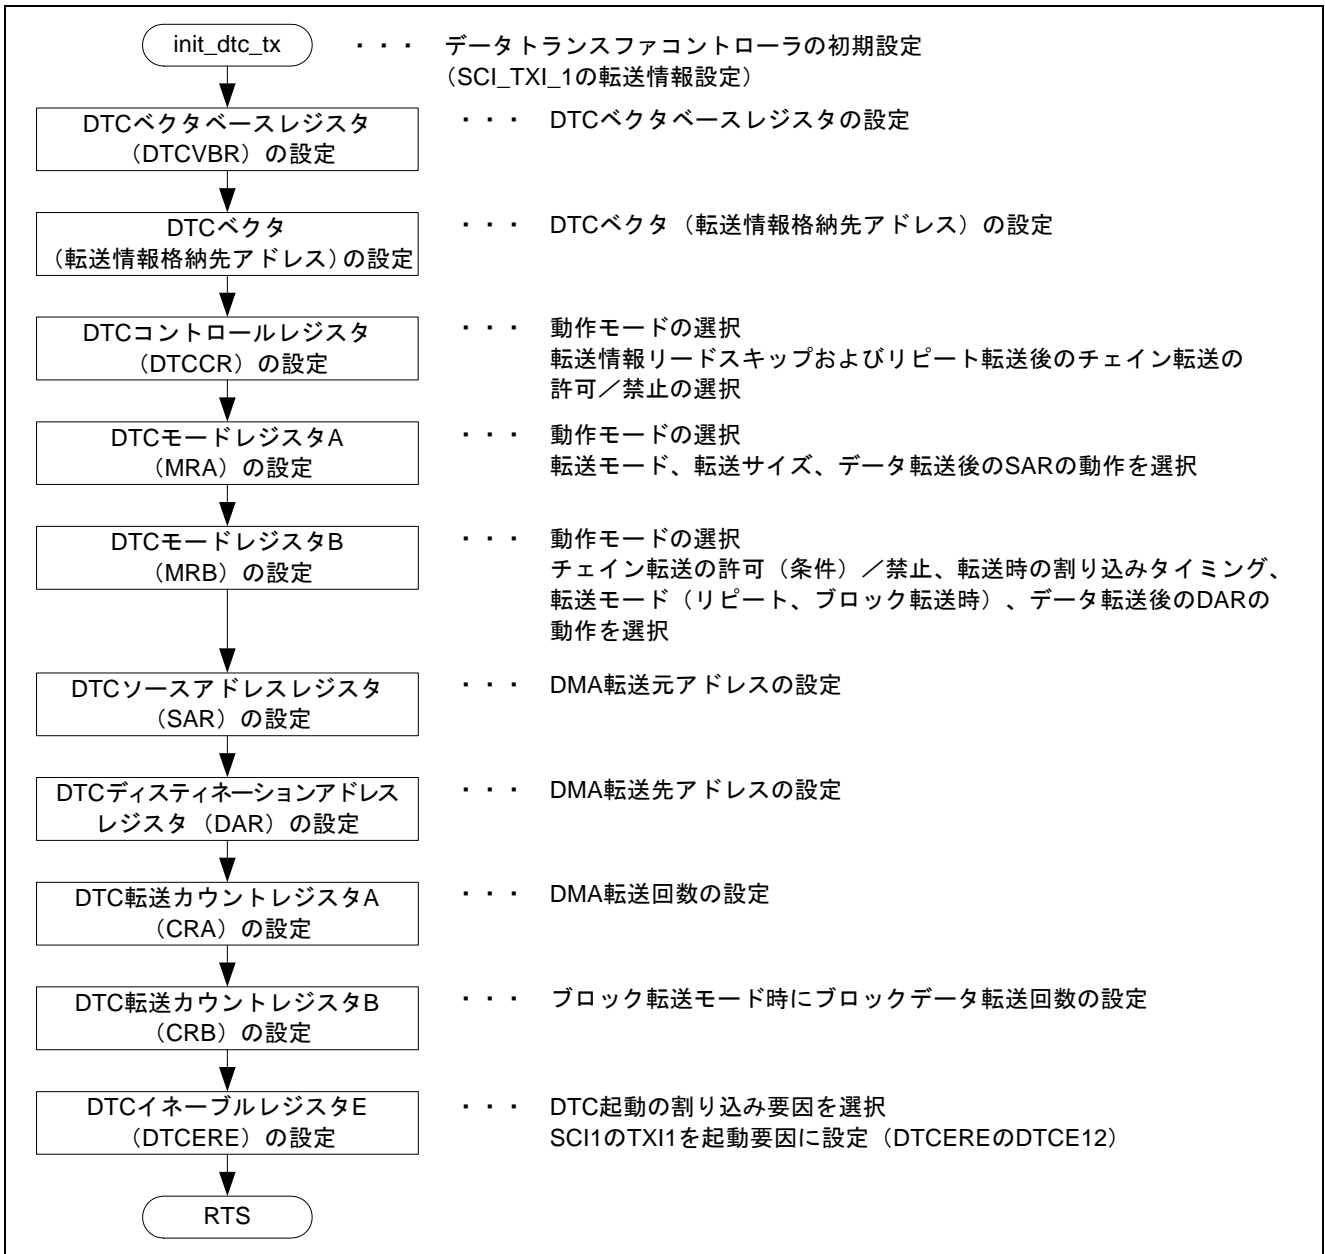 init_dtc_tx ・・・ データトランスファコントローラの初期設定
（SCI_TXI_1の転送情報設定）
DTCベクタベースレジスタ ・・・ DTCベクタベースレジスタの設定
（DTCVBR）の設定
DTCベクタ ・・・ DTCベクタ（転送情報格納先アドレス）の設定
（転送情報格納先アドレス）の設定
DTCコントロールレジスタ ・・・ 動作モードの選択
（DTCCR）の設定 転送情報リードスキップおよびリピート転送後のチェイン転送の
許可／禁止の選択
DTCモードレジスタA ・・・ 動作モードの選択
（MRA）の設定 転送モード、転送サイズ、データ転送後のSARの動作を選択
DTCモードレジスタB ・・・ 動作モードの選択
（MRB）の設定 チェイン転送の許可（条件）／禁止、転送時の割り込みタイミング、
転送モード（リピート、ブロック転送時）、データ転送後のDARの
動作を選択
DTCソースアドレスレジスタ ・・・ DMA転送元アドレスの設定
（SAR）の設定
DTCディスティネーションアドレス ・・・ DMA転送先アドレスの設定
レジスタ（DAR）の設定
DTC転送カウントレジスタA ・・・ DMA転送回数の設定
（CRA）の設定
DTC転送カウントレジスタB ・・・ ブロック転送モード時にブロックデータ転送回数の設定
（CRB）の設定
DTCイネーブルレジスタE ・・・ DTC起動の割り込み要因を選択
（DTCERE）の設定 SCI1のTXI1を起動要因に設定（DTCEREのDTCE12）
RTS